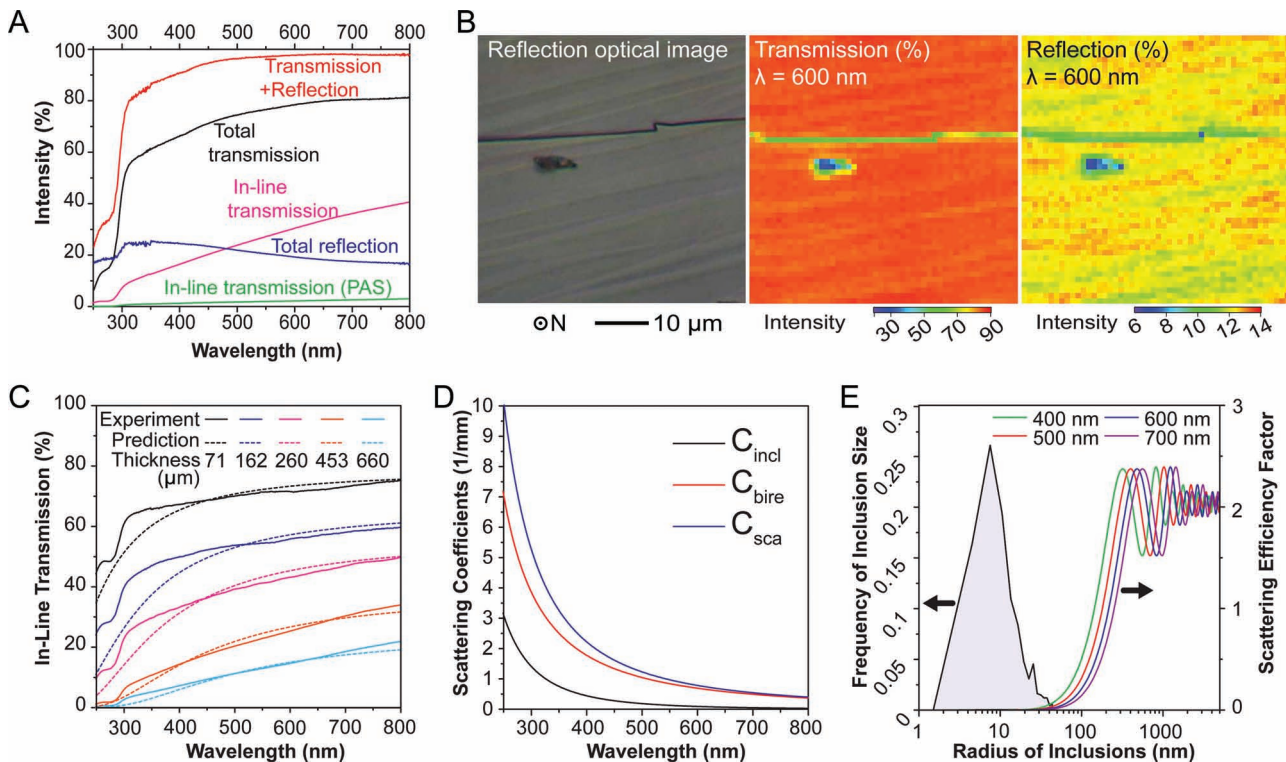 A
300 400 500 600 700 800
100
80
60
40
20
0
Intensity (%)
Transmission
+Reflection
Total
transmission
In-line
transmission
Total reflection
In-line transmission (PAS)
300 400 500 600 700 800
Wavelength (nm)
B
Reflection optical image
Transmission (%)
λ = 600 nm
Reflection (%)
λ = 600 nm
⊙N
10 μm
Intensity
30 50 70 90
Intensity
6 8 10 12 14
C
100
80
60
40
20
0
In-Line Transmission (%)
Experiment
Prediction
Thickness 71 162 260 453 660
(μm)
300 400 500 600 700 800
Wavelength (nm)
D
10
9
8
7
6
5
4
3
2
1
0
Scattering Coefficients (1/mm)
Cincl
Cbire
Csca
300 400 500 600 700 800
Wavelength (nm)
E
0.3
0.25
0.2
0.15
0.1
0.05
0
Frequency of Inclusion Size
400 nm 600 nm
500 nm 700 nm
3
2
1
0
Scattering Efficiency Factor
1 10 100 1000
Radius of Inclusions (nm)